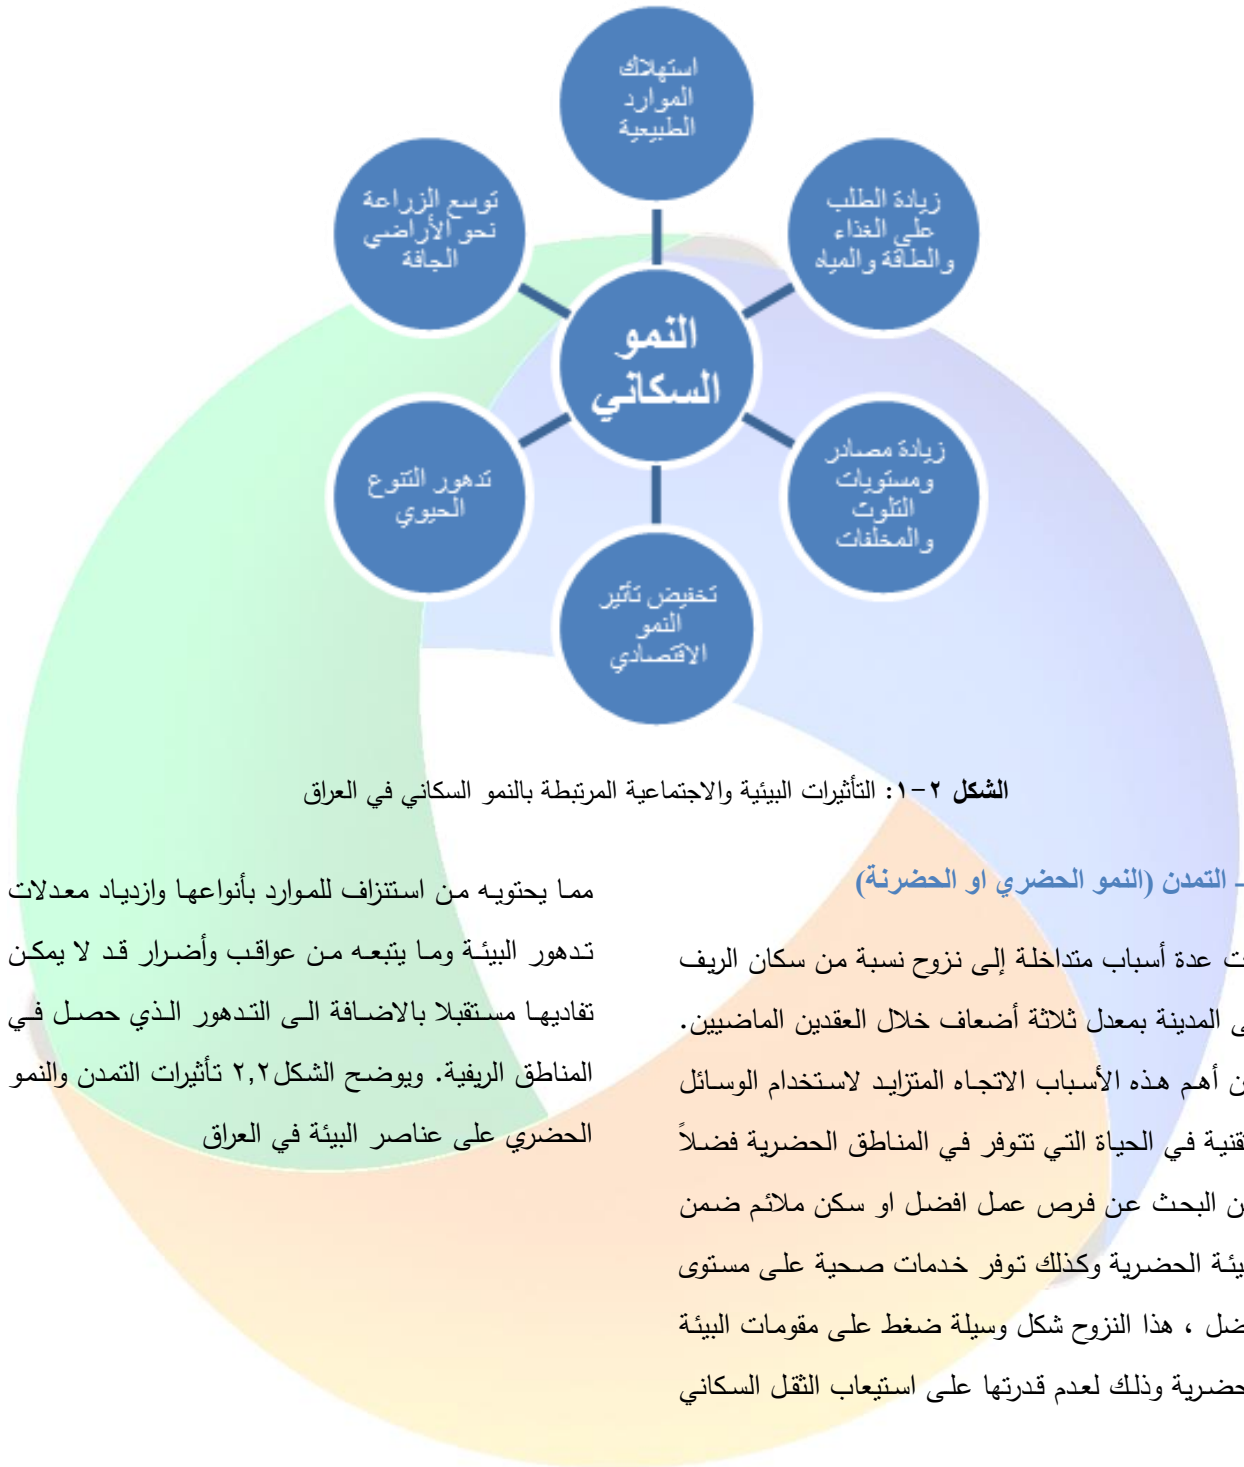 استهلاك
الموارد
الطبيعية
زيادة الطلب
على الغذاء
والطاقة والمياه
زيادة مصادر
ومستويات
التلوث
والمخلفات
تخفيض تأثير
النمو
الاقتصادي
تدهور التنوع
الحيوي
توسع الزراعة
نحو الأراضي
الجافة
النمو
السكاني
الشكل ٢-١: التأثيرات البيئية والاجتماعية المرتبطة بالنمو السكاني في العراق
- التمدن (النمو الحضري او الحضرنة)
ت عدة أسباب متداخلة إلى نزوح نسبة من سكان الريف
ى المدينة بمعدل ثلاثة أضعاف خلال العقدين الماضيين.
ن أهم هذه الأسباب الاتجاه المتزايد لاستخدام الوسائل
قنية في الحياة التي تتوفر في المناطق الحضرية فضلاً
ن البحث عن فرص عمل افضل او سكن ملائم ضمن
يئة الحضرية وكذلك توفر خدمات صحية على مستوى
ضل ، هذا النزوح شكل وسيلة ضغط على مقومات البيئة
حضرية وذلك لعدم قدرتها على استيعاب الثقل السكاني
مما يحتويه من استنزاف للموارد بأنواعها وازدياد معدلات
تدهور البيئة وما يتبعه من عواقب وأضرار قد لا يمكن
تفاديها مستقبلا بالاضافة الى التدهور الذي حصل في
المناطق الريفية. ويوضح الشكل٢,٢ تأثيرات التمدن والنمو
الحضري على عناصر البيئة في العراق